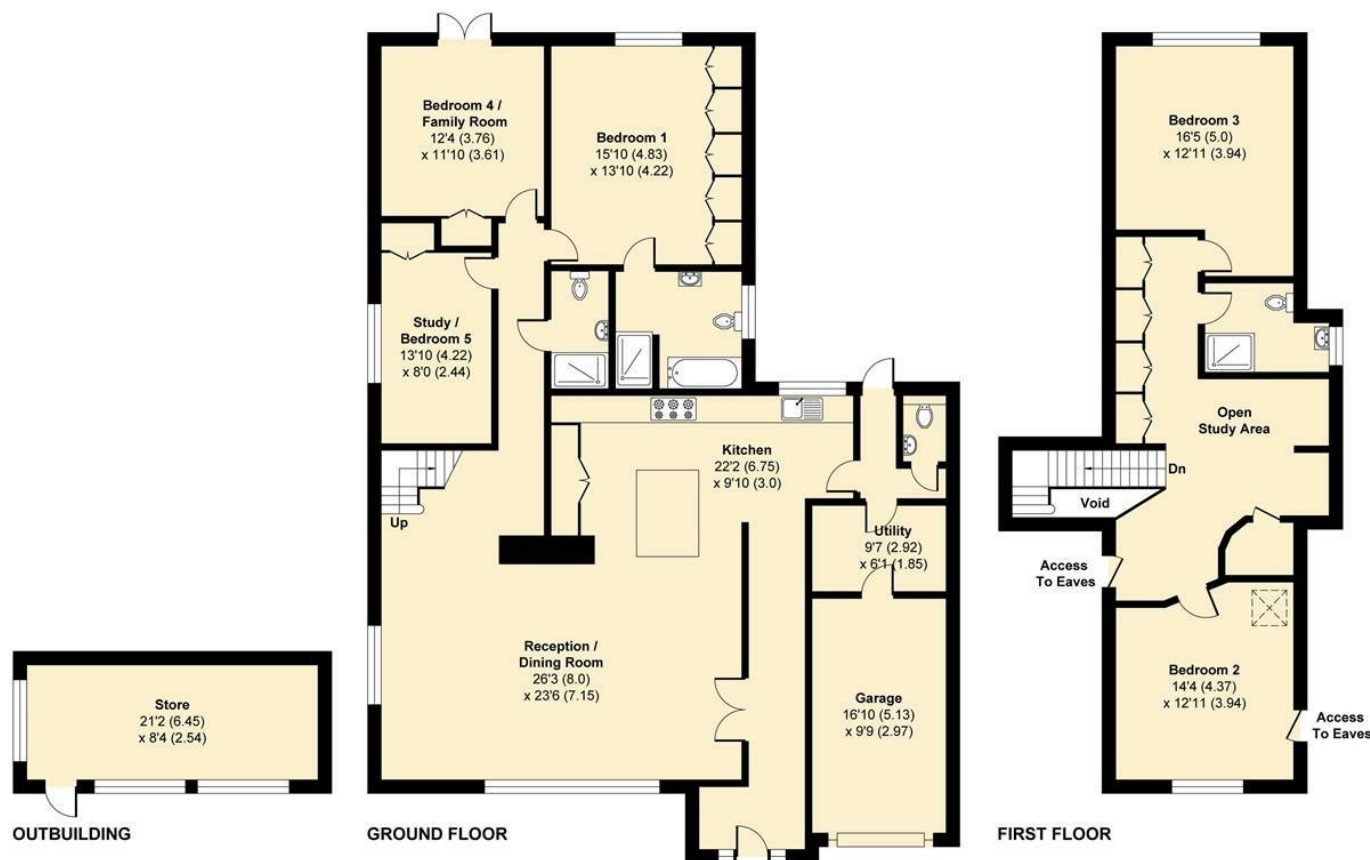 Bedroom 4 /
Family Room
12'4 (3.76)
x 11'10 (3.61)
Bedroom 1
15'10 (4.83)
x 13'10 (4.22)
Study /
Bedroom 5
13'10 (4.22)
x 8'0 (2.44)
Up
Kitchen
22'2 (6.75)
x 9'10 (3.0)
Utility
9'7 (2.92)
x 6'1 (1.85)
Reception /
Dining Room
26'3 (8.0)
x 23'6 (7.15)
Garage
16'10 (5.13)
x 9'9 (2.97)
Store
21'2 (6.45)
x 8'4 (2.54)
Bedroom 3
16'5 (5.0)
x 12'11 (3.94)
Open
Study Area
Dn
Void
Access
To Eaves
Bedroom 2
14'4 (4.37)
x 12'11 (3.94)
Access
To Eaves
OUTBUILDING
GROUND FLOOR
FIRST FLOOR